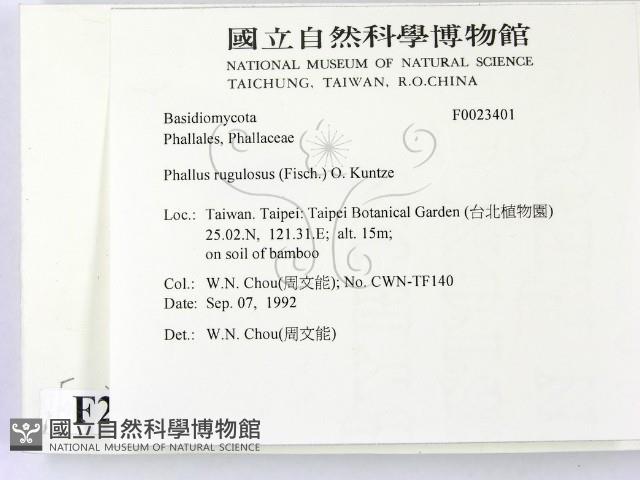 國立自然科學博物館
NATIONAL MUSEUM OF NATURAL SCIENCE
TAICHUNG, TAIWAN, R.O.CHINA
Basidiomycota F0023401
Phallales, Phallaceae
Phallus rugulosus (Fisch.) O. Kuntze
Loc.: Taiwan. Taipei: Taipei Botanical Garden (台北植物園)
25.02.N, 121.31.E; alt. 15m;
on soil of bamboo
Col.: W.N. Chou(周文能); No. CWN-TF140
Date: Sep. 07, 1992
Det.: W.N. Chou(周文能)
F2
國立自然科學博物館
NATIONAL MUSEUM OF NATURAL SCIENCE